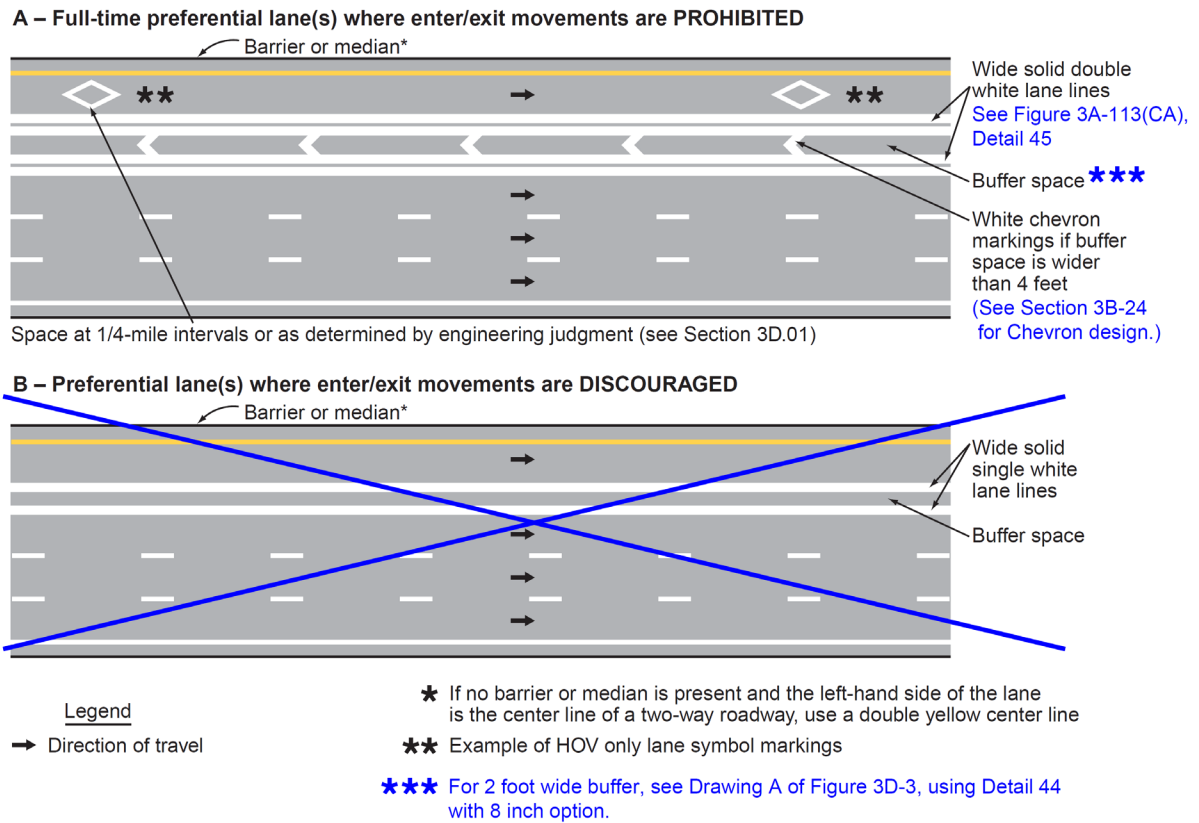 A – Full-time preferential lane(s) where enter/exit movements are PROHIBITED
Barrier or median*
Wide solid double
white lane lines
See Figure 3A-113(CA),
Detail 45
Buffer space ***
White chevron
markings if buffer
space is wider
than 4 feet
(See Section 3B-24
for Chevron design.)
**
**
Space at 1/4-mile intervals or as determined by engineering judgment (see Section 3D.01)
B – Preferential lane(s) where enter/exit movements are DISCOURAGED
Barrier or median*
Wide solid
single white
lane lines
Buffer space
Legend
Direction of travel
* If no barrier or median is present and the left-hand side of the lane
is the center line of a two-way roadway, use a double yellow center line
** Example of HOV only lane symbol markings
*** For 2 foot wide buffer, see Drawing A of Figure 3D-3, using Detail 44
with 8 inch option.